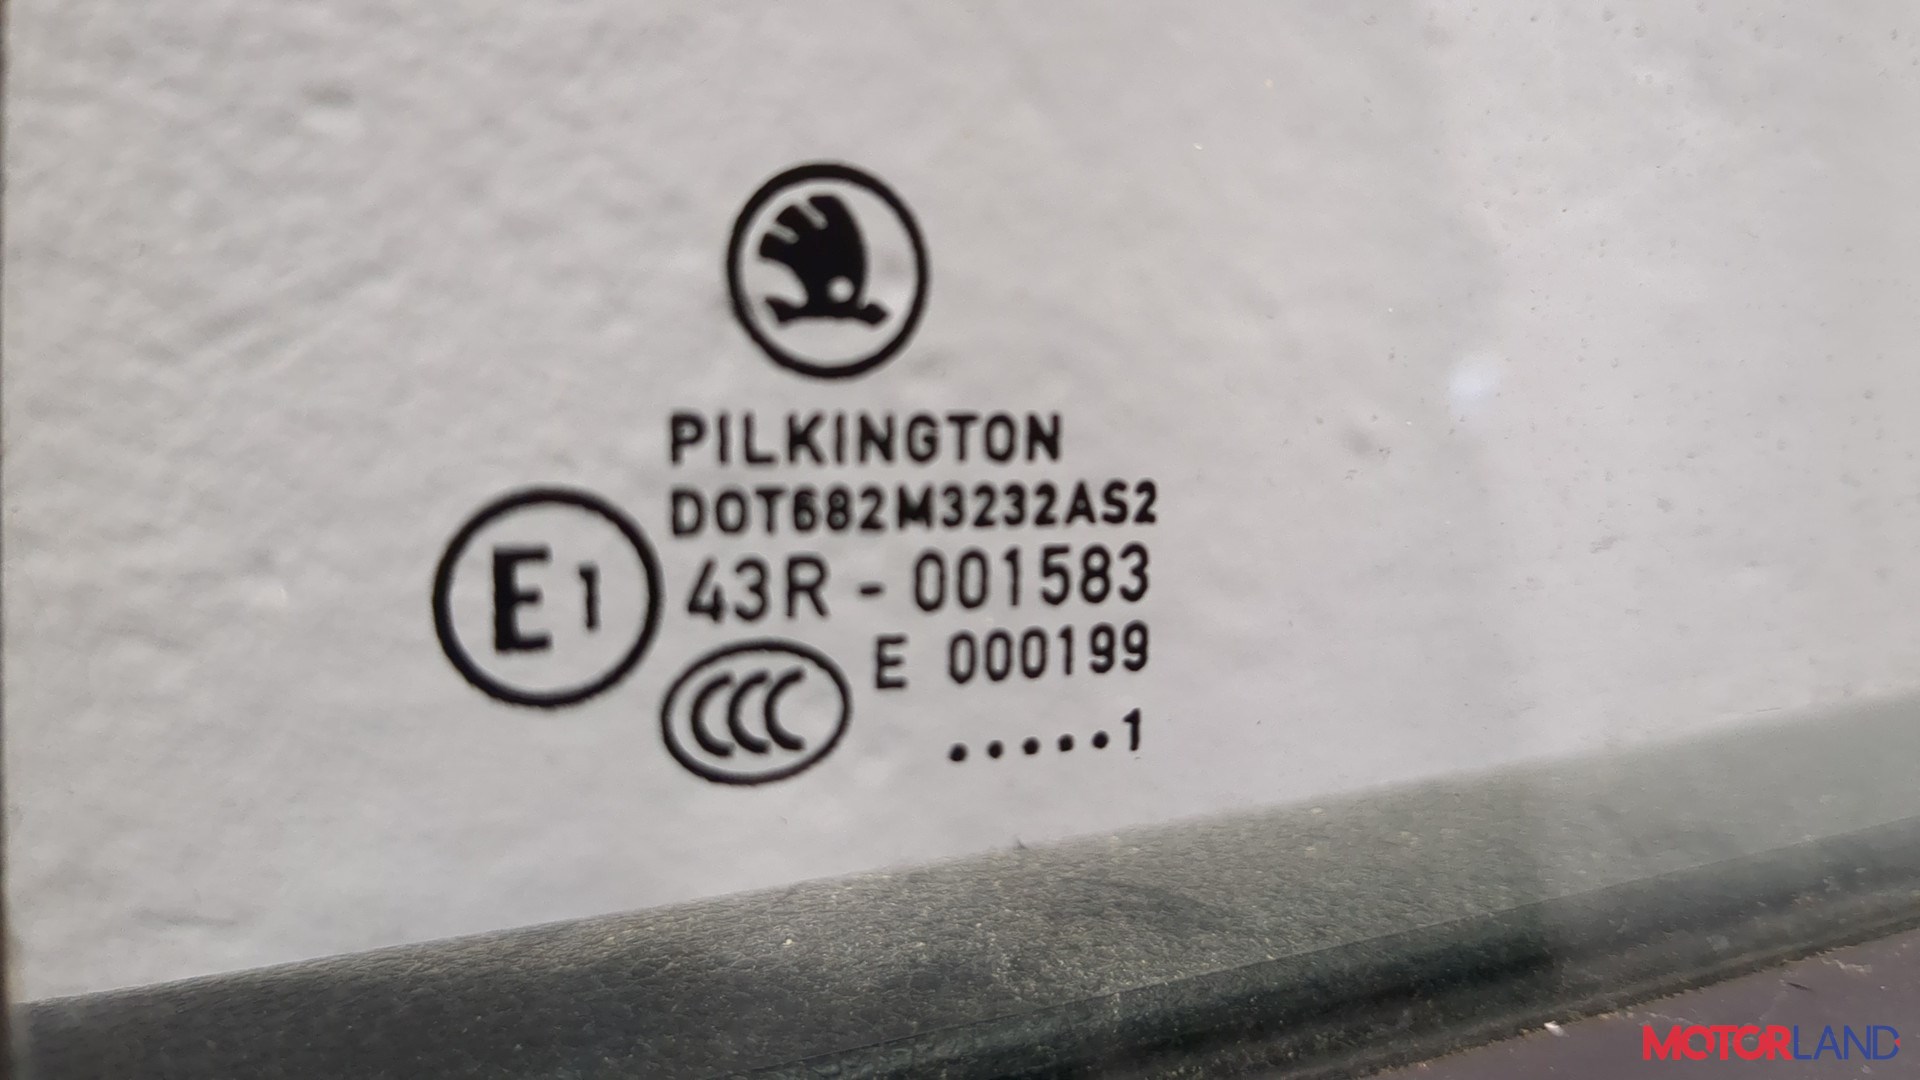 PILKINGTON
DOT682M3232AS2
E1 43R - 001583
CCC E 000199
.....1
MOTORLAND